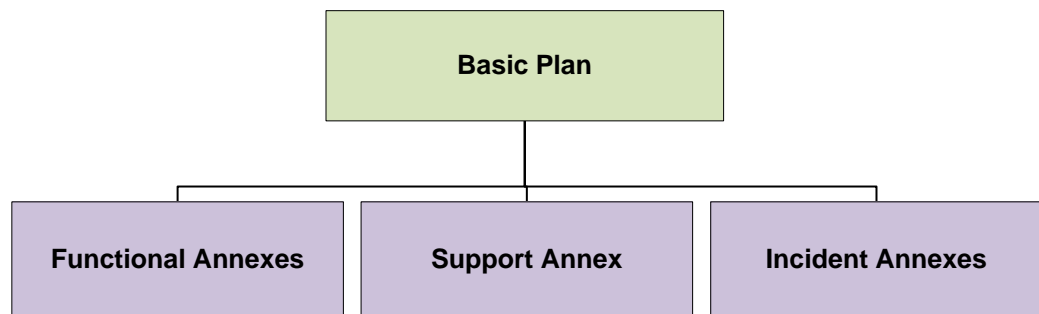 Basic Plan
Functional Annexes
Support Annex
Incident Annexes